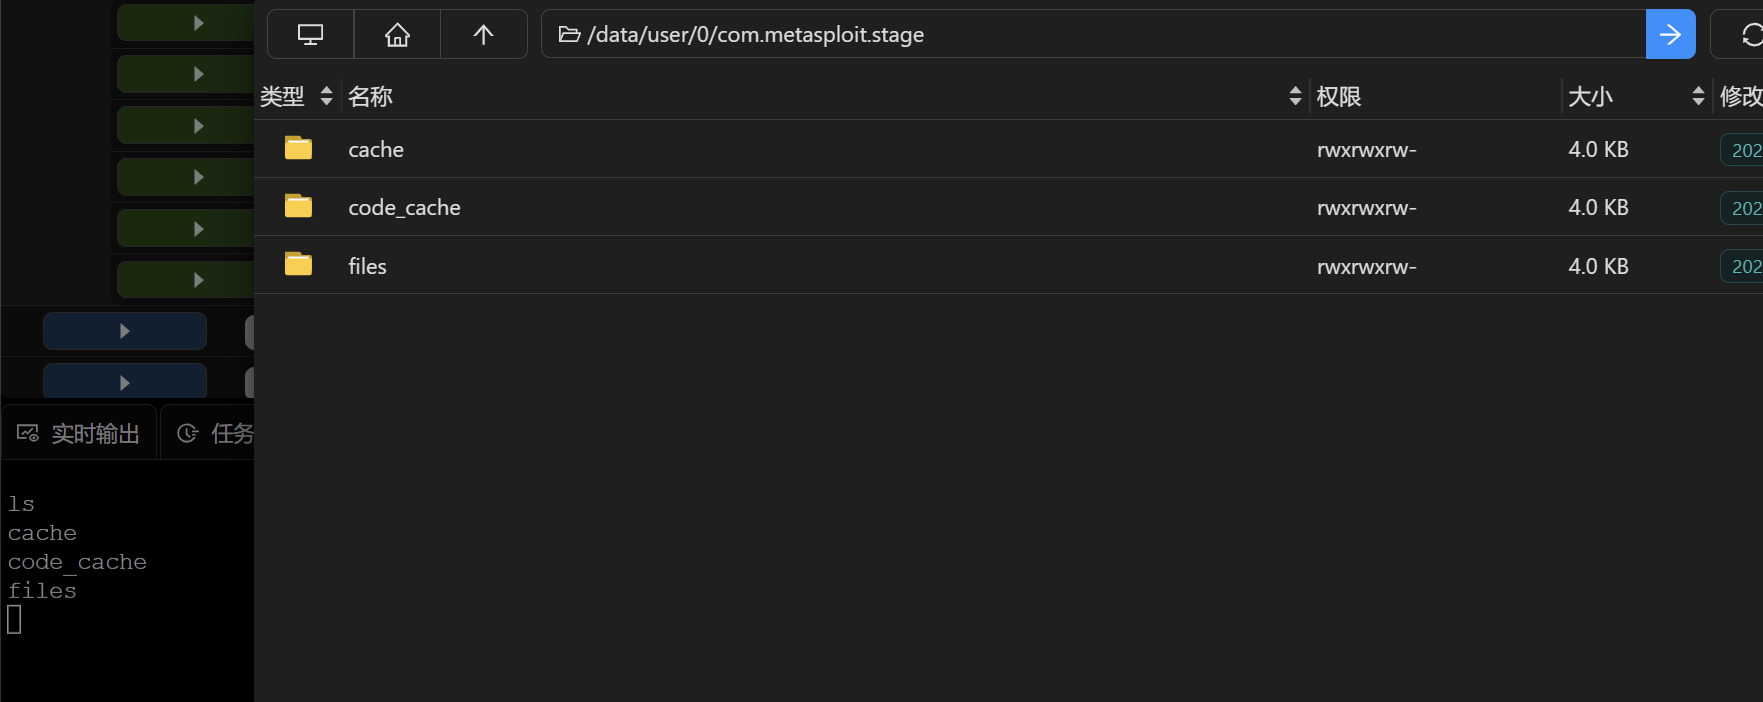 /data/user/0/com.metasploit.stage
类型 名称 权限 大小 修改
cache rwxrwxrw- 4.0 KB 202
code_cache rwxrwxrw- 4.0 KB 202
files rwxrwxrw- 4.0 KB 202
实时输出 任务
ls
cache
code_cache
files